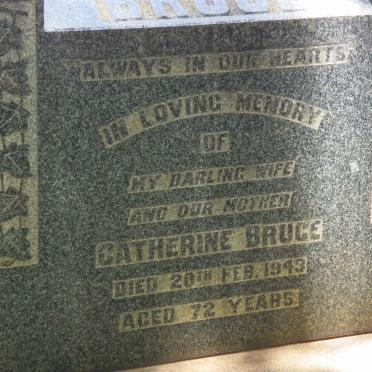 BRUCE
ALWAYS IN OUR HEARTS
IN LOVING MEMORY
OF
MY DARLING WIFE
AND OUR MOTHER
CATHERINE BRUCE
DIED 20TH FEB. 1943
AGED 72 YEARS